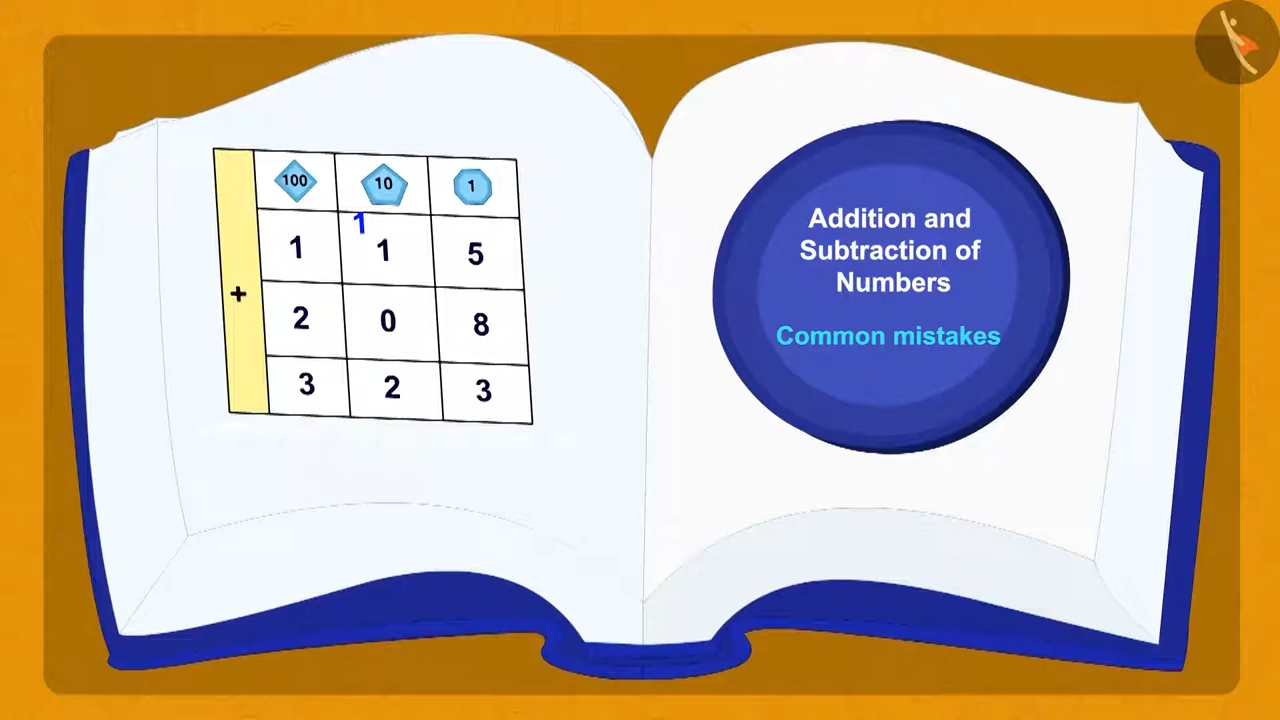 100 10 1
1
1 1 5
+
2 0 8
3 2 3
Addition and
Subtraction of
Numbers
Common mistakes